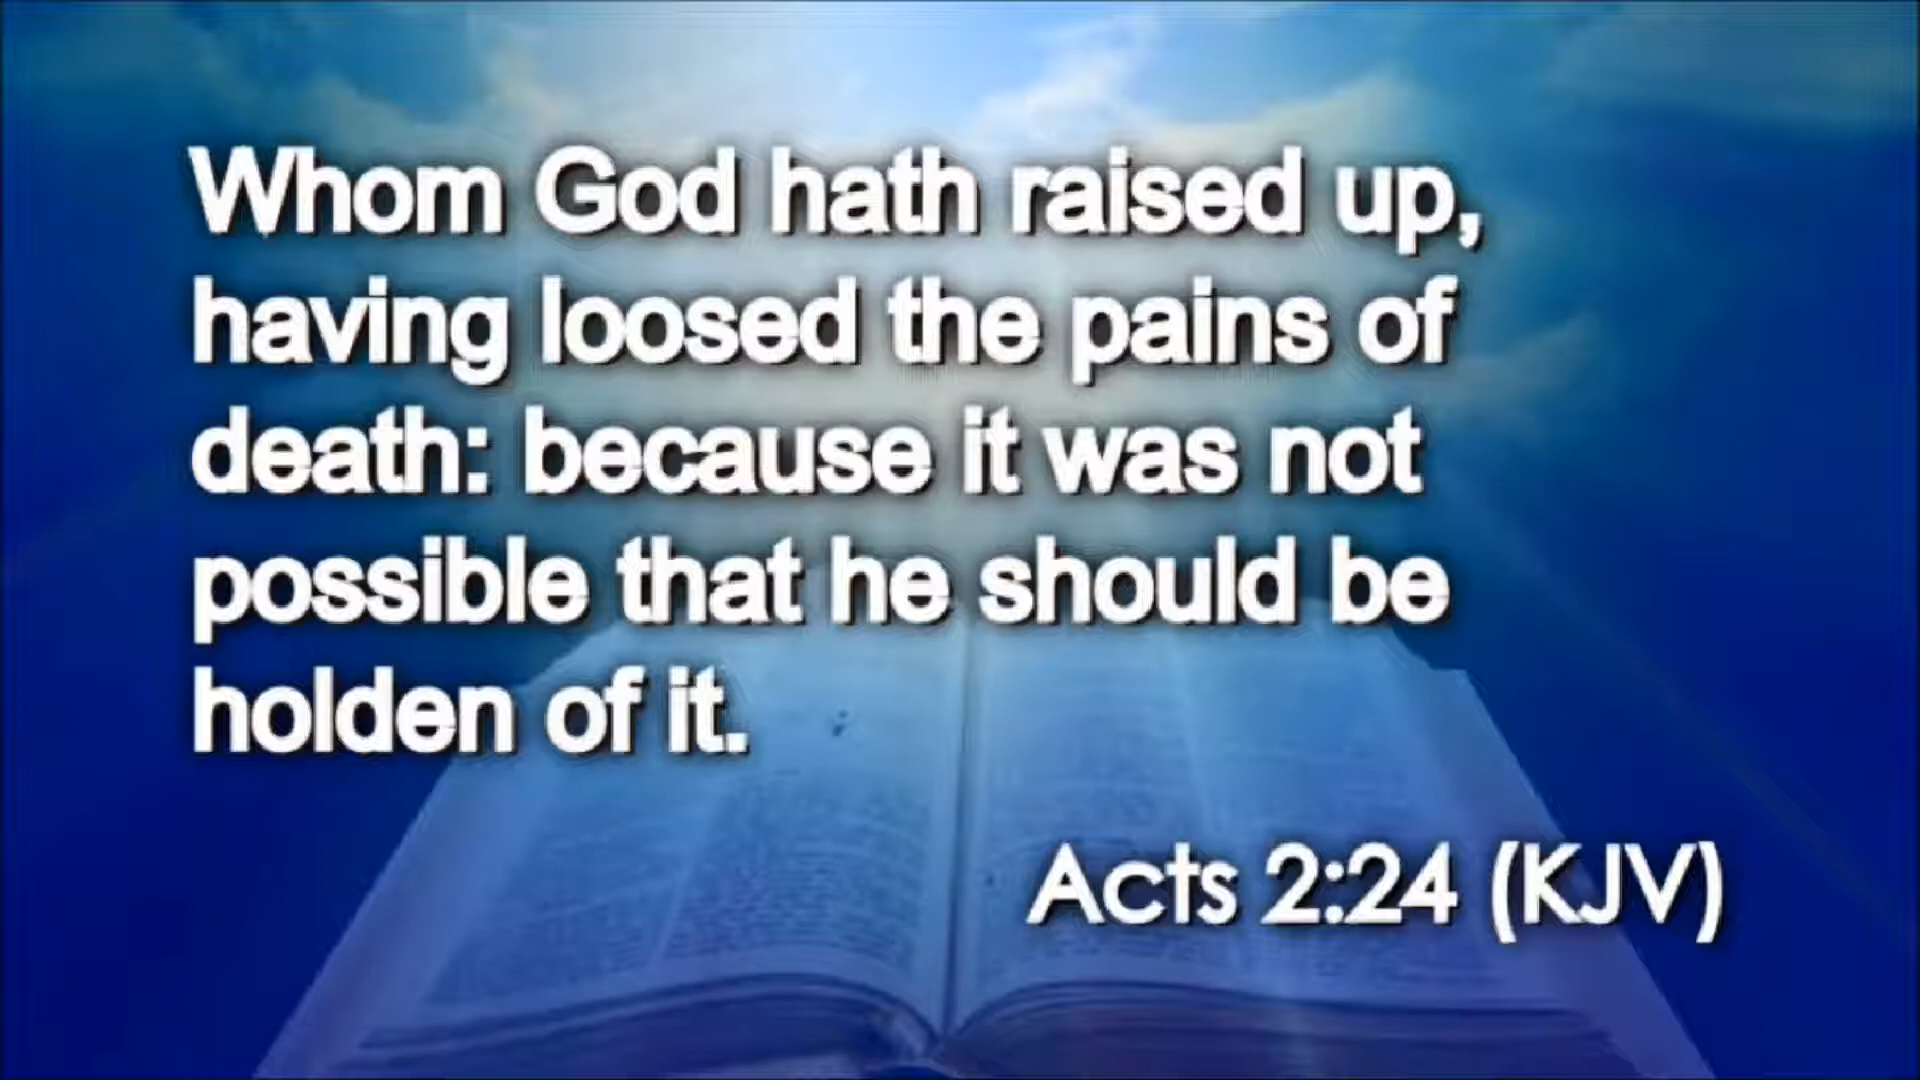 Whom God hath raised up,
having loosed the pains of
death: because it was not
possible that he should be
holden of it.
Acts 2:24 (KJV)